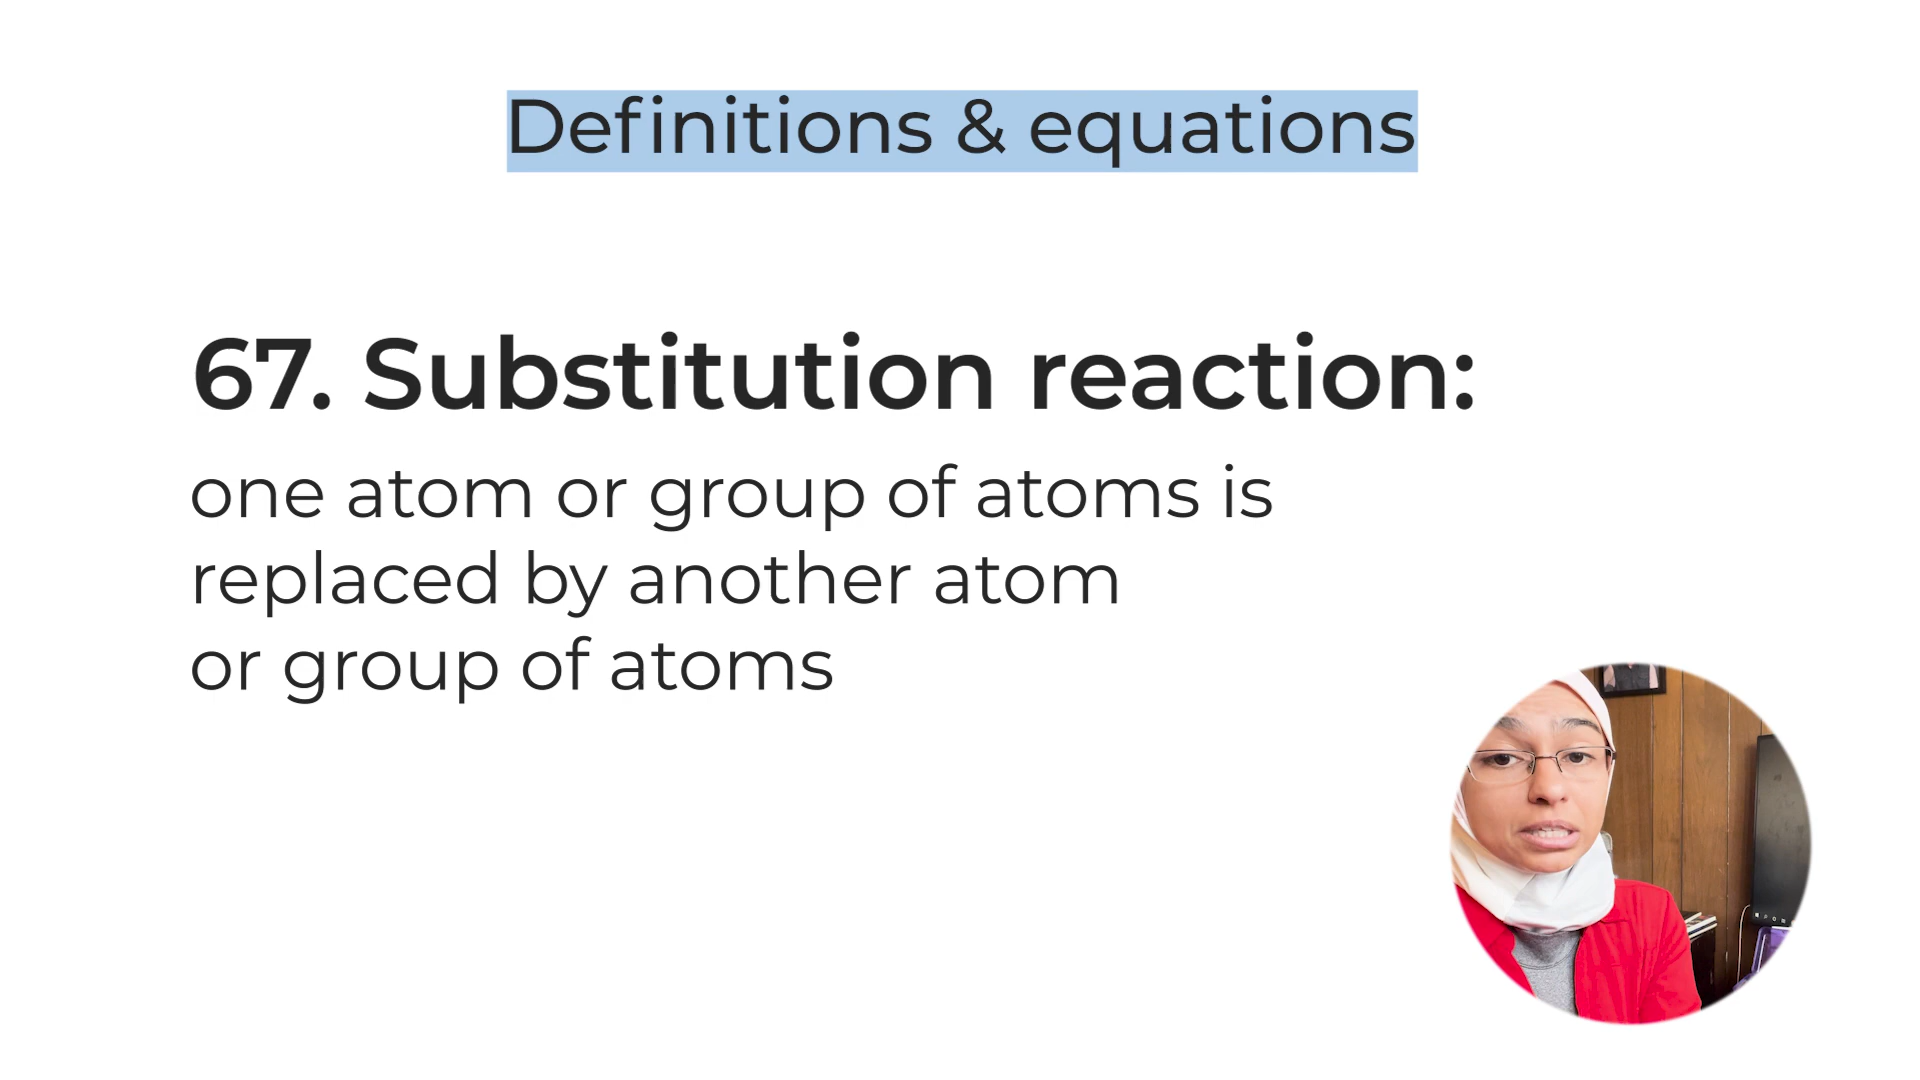 Definitions & equations
67. Substitution reaction:
one atom or group of atoms is
replaced by another atom
or group of atoms